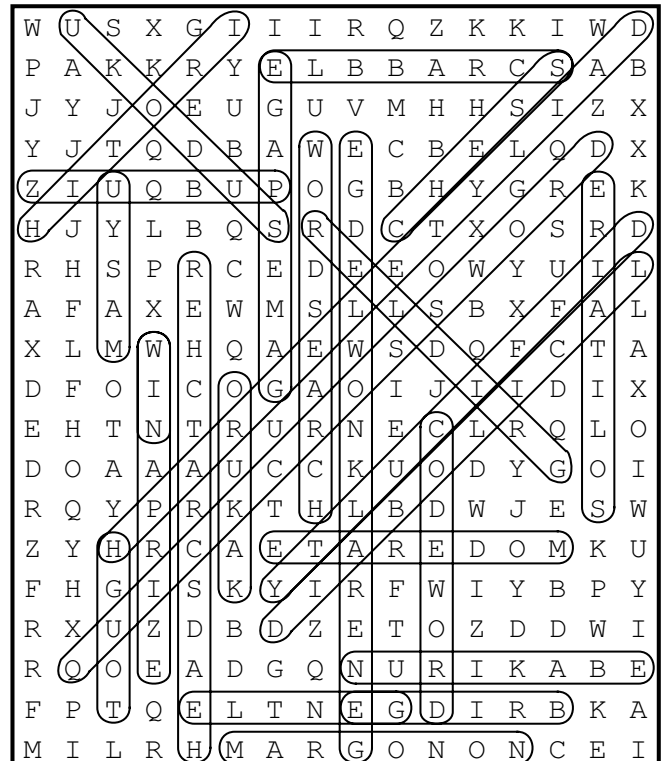 W U S X G I I I R Q Z K K I W D
P A K K R Y E L B B A R C S A B
J Y J O E U G U V M H H S I Z X
Y J T Q D B A W E C B E L Q D X
Z I U Q B U P O G B H Y G R E K
H J Y L B Q S R D C T X O S R D
R H S P R C E D E E O W Y U I L
A F A X E W M S L L S B X F A L
X L M W H Q A E W S D Q F C T A
D F O I C O G A O I J I I D I X
E H T N T R U R N E C L R Q L O
D O A A A U C C K U O D Y G O I
R Q Y P R K T H L B D W J E S W
Z Y H R C A E T A R E D O M K U
F H G I S K Y I R F W I Y B P Y
R X U Z D B D Z E T O Z D D W I
R Q O E A D G Q N U R I K A B E
F P T Q E L T N E G D I R B K A
M I L R H M A R G O N O N C E I